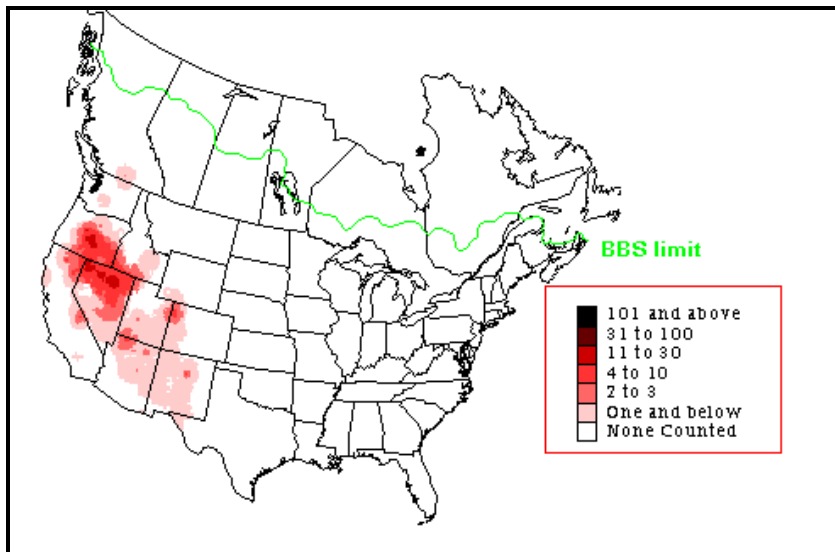 BBS limit
101 and above
31 to 100
11 to 30
4 to 10
2 to 3
One and below
None Counted